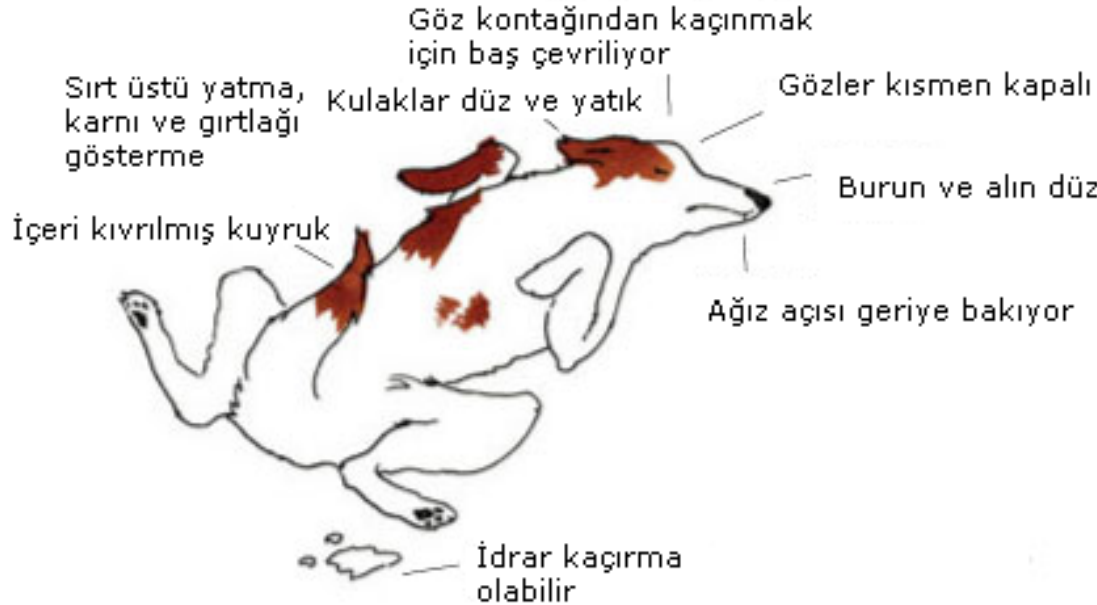 Göz kontağından kaçınmak
için baş çevriliyor
Sırt üstü yatma,
karnı ve gırtlağı
gösterme
Kulaklar düz ve yatık
Gözler kısmen kapalı
Burun ve alın düz
İçeri kıvrılmış kuyruk
Ağız açısı geriye bakıyor
İdrar kaçırma
olabilir